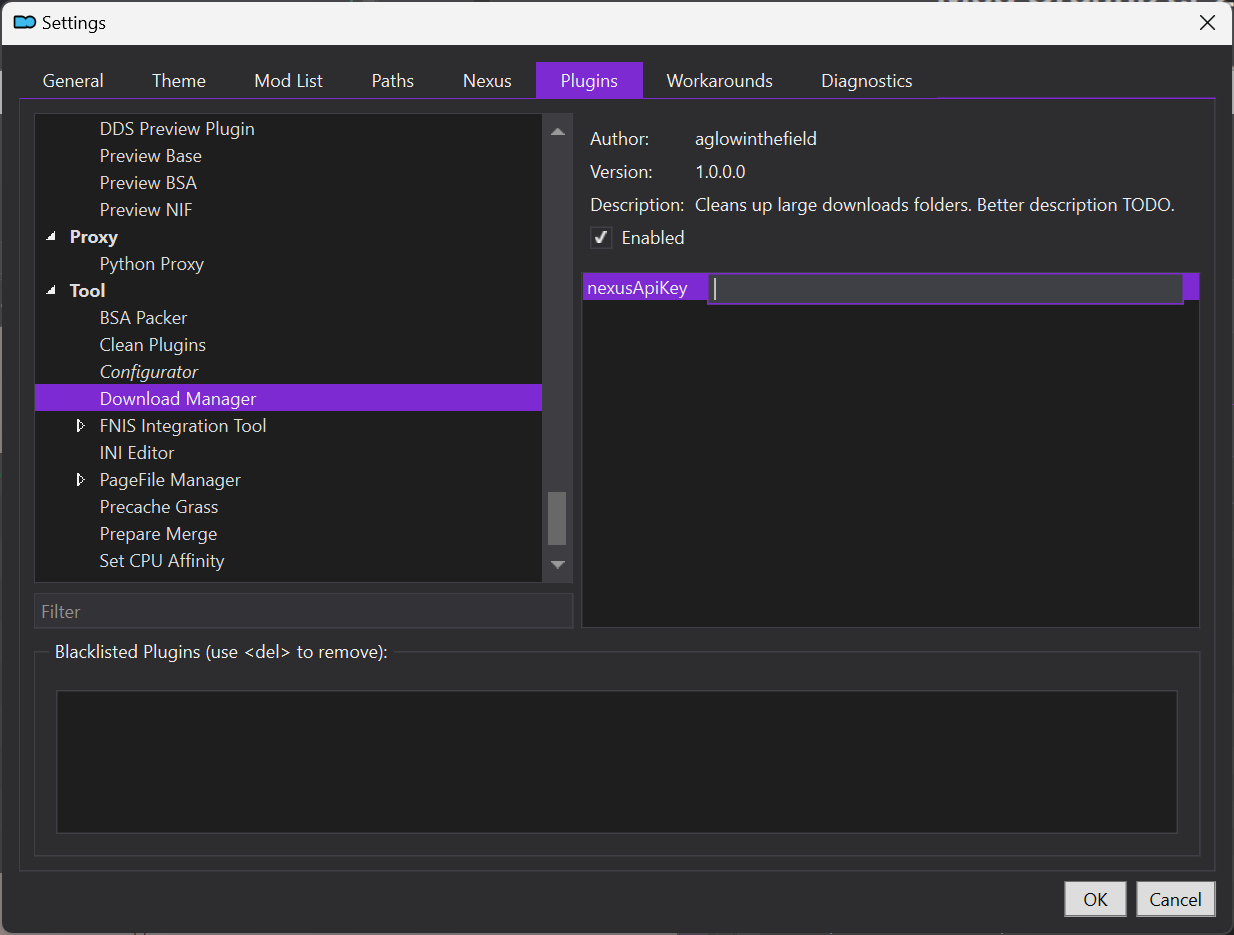 Settings
General Theme Mod List Paths Nexus Plugins Workarounds Diagnostics
DDS Preview Plugin
Preview Base
Preview BSA
Preview NIF
Proxy
Python Proxy
Tool
BSA Packer
Clean Plugins
Configurator
Download Manager
FNIS Integration Tool
INI Editor
PageFile Manager
Precache Grass
Prepare Merge
Set CPU Affinity
Filter
Author: aglowinthefield
Version: 1.0.0.0
Description: Cleans up large downloads folders. Better description TODO.
Enabled
nexusApiKey
Blacklisted Plugins (use <del> to remove):
OK Cancel